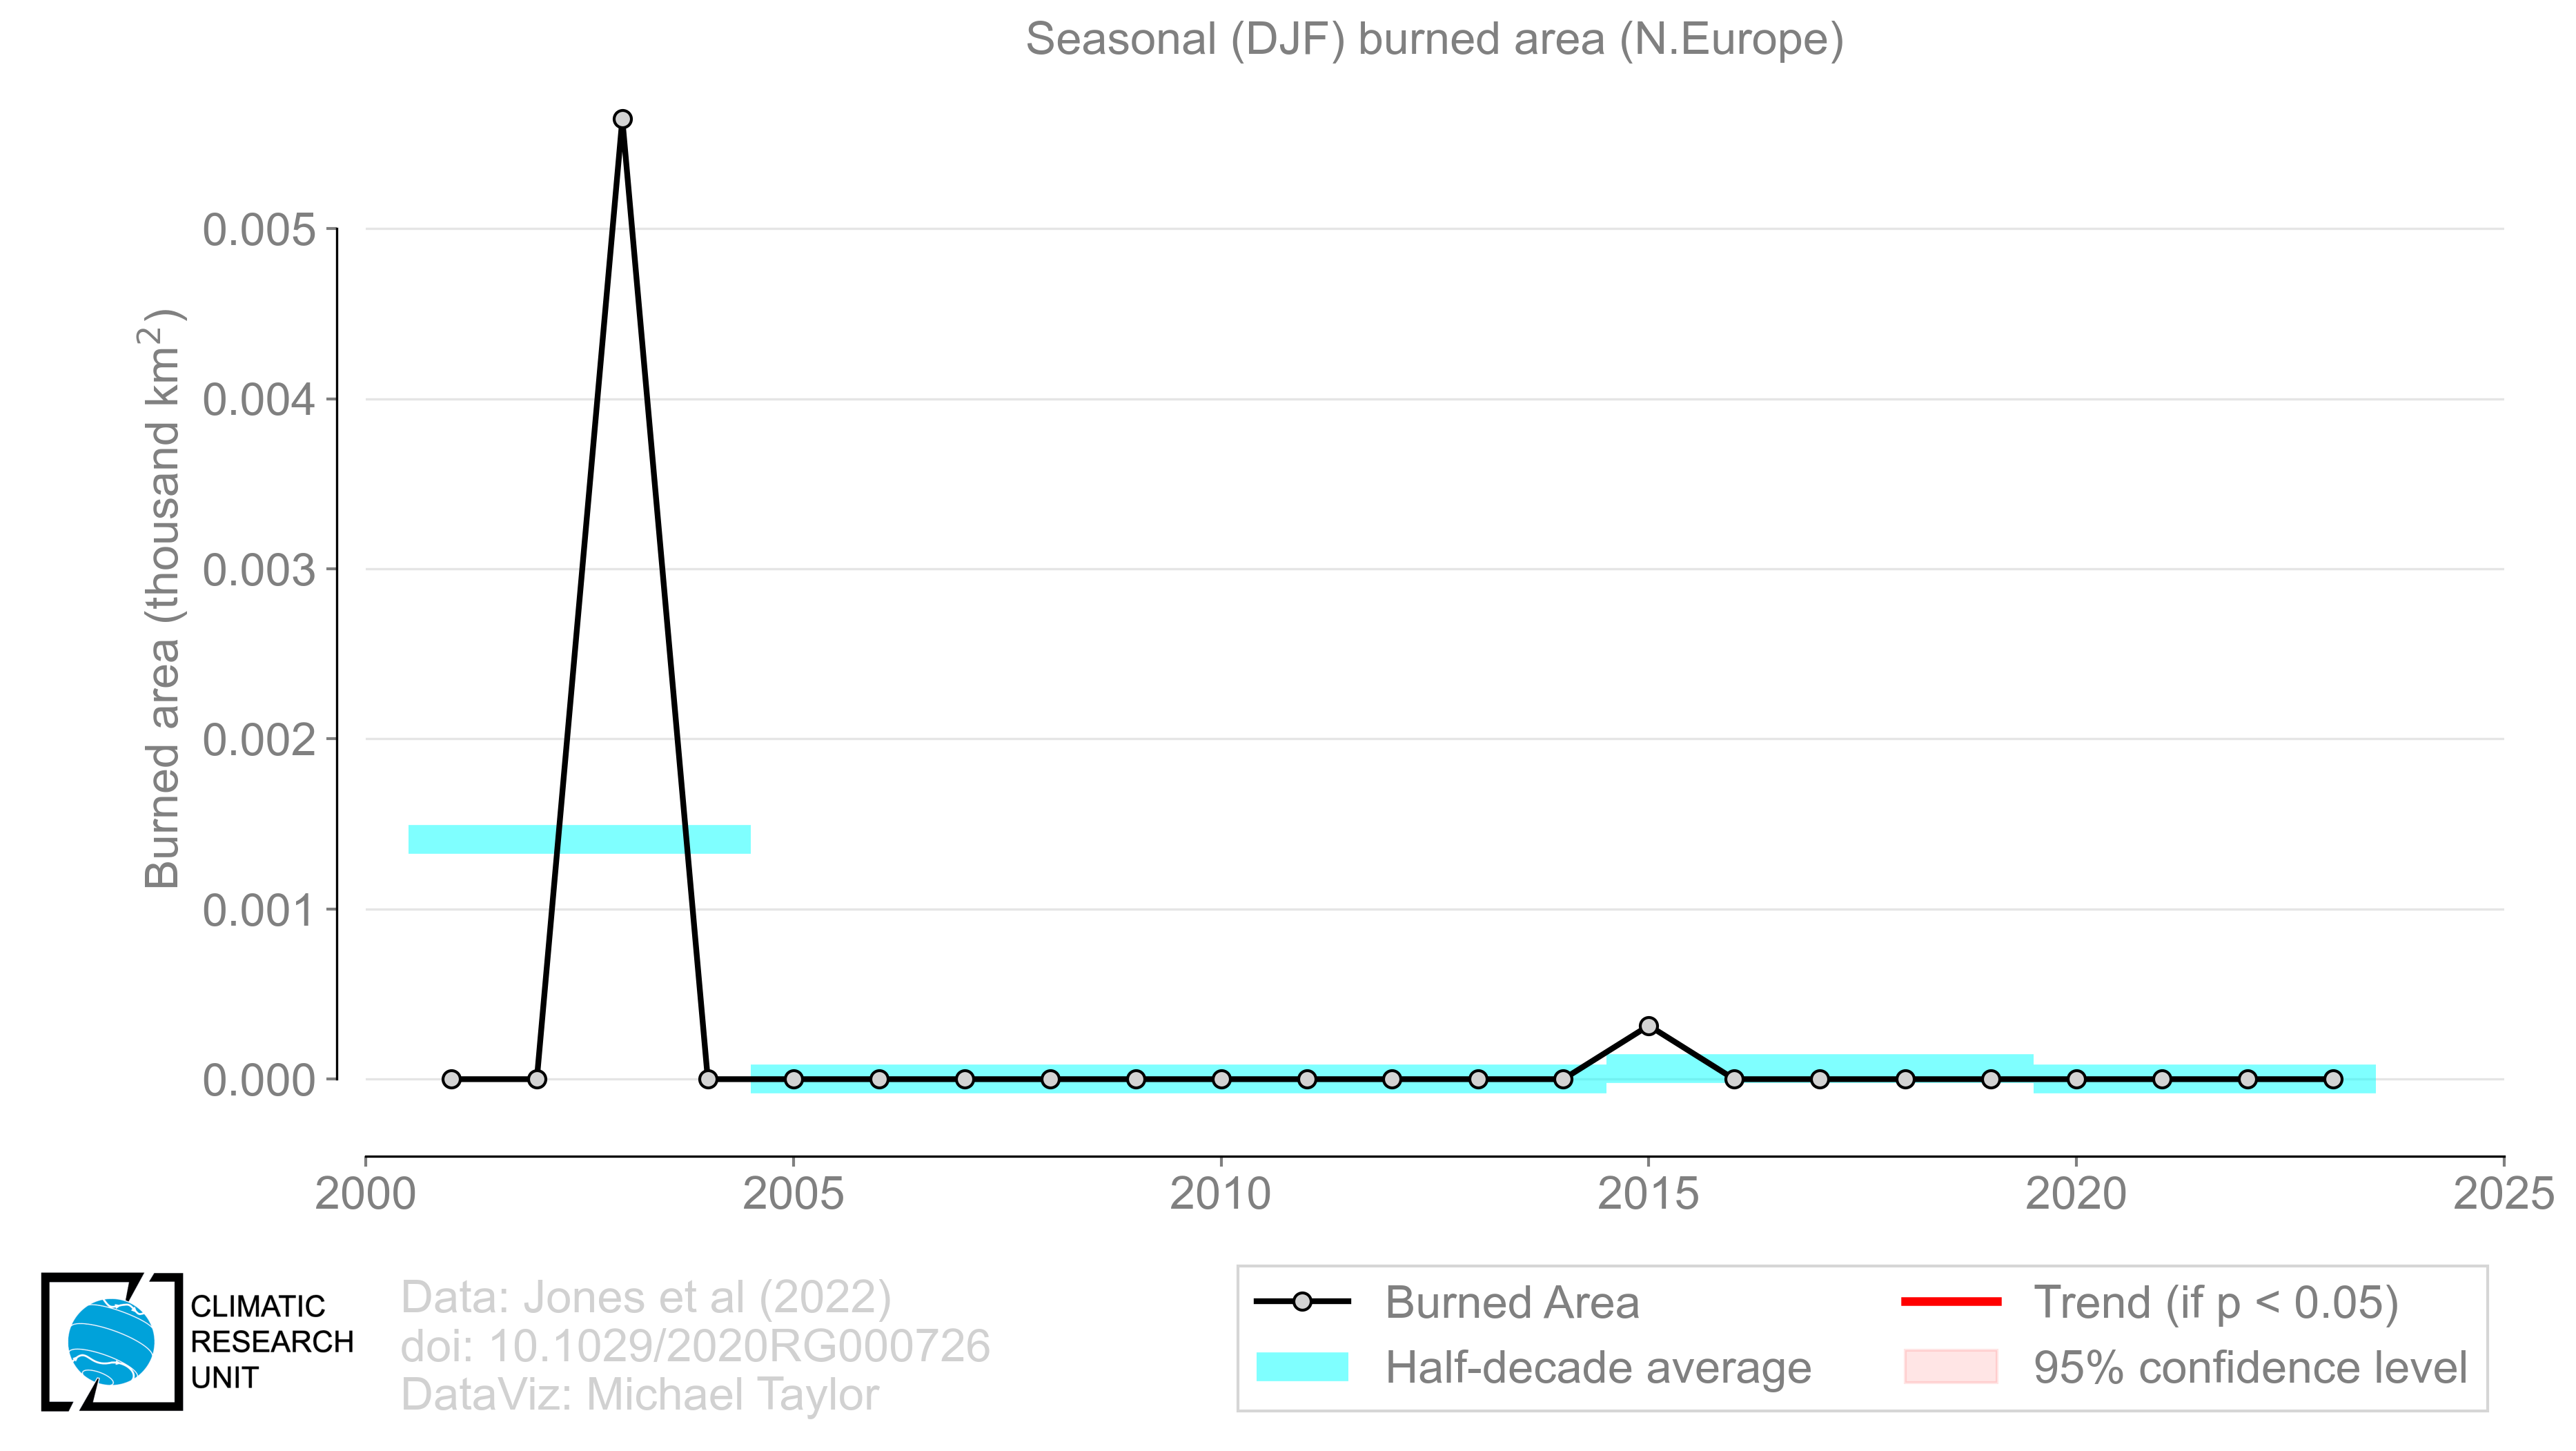 Seasonal (DJF) burned area (N.Europe)
Burned area (thousand km²)
0.005
0.004
0.003
0.002
0.001
0.000
2000 2005 2010 2015 2020 2025
CLIMATIC
RESEARCH
UNIT
Data: Jones et al (2022)
doi: 10.1029/2020RG000726
DataViz: Michael Taylor
Burned Area
Half-decade average
Trend (if p < 0.05)
95% confidence level